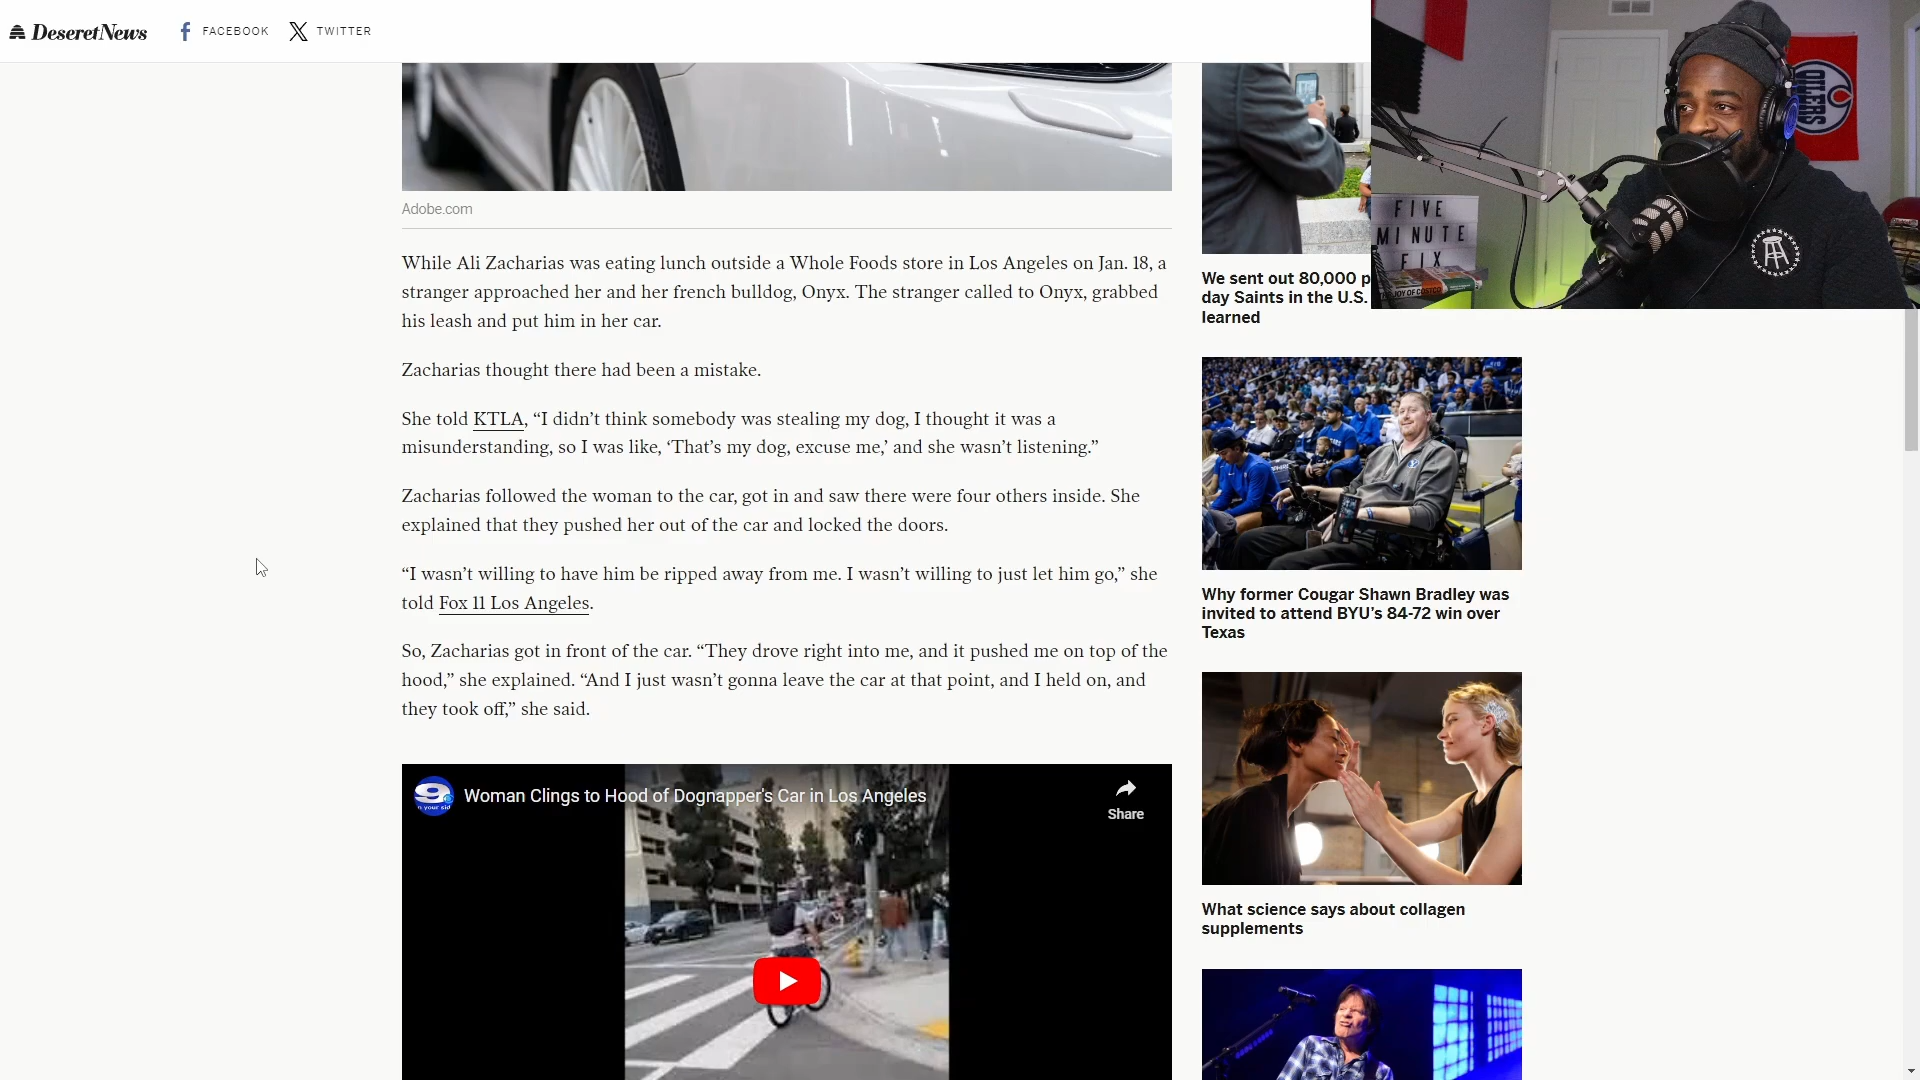 DeseretNews
FACEBOOK
TWITTER
OILERS
FIVE
MINUTE
FIX
JOY OF COSTCO
Adobe.com
While Ali Zacharias was eating lunch outside a Whole Foods store in Los Angeles on Jan. 18, a
stranger approached her and her french bulldog, Onyx. The stranger called to Onyx, grabbed
his leash and put him in her car.
Zacharias thought there had been a mistake.
She told KTLA, “I didn’t think somebody was stealing my dog, I thought it was a
misunderstanding, so I was like, ‘That’s my dog, excuse me,’ and she wasn’t listening.”
Zacharias followed the woman to the car, got in and saw there were four others inside. She
explained that they pushed her out of the car and locked the doors.
“I wasn’t willing to have him be ripped away from me. I wasn’t willing to just let him go,” she
told Fox 11 Los Angeles.
So, Zacharias got in front of the car. “They drove right into me, and it pushed me on top of the
hood,” she explained. “And I just wasn’t gonna leave the car at that point, and I held on, and
they took off,” she said.
9
n your sid
Woman Clings to Hood of Dognapper's Car in Los Angeles
Share
We sent out 80,000 p
day Saints in the U.S.
learned
Why former Cougar Shawn Bradley was
invited to attend BYU’s 84-72 win over
Texas
What science says about collagen
supplements